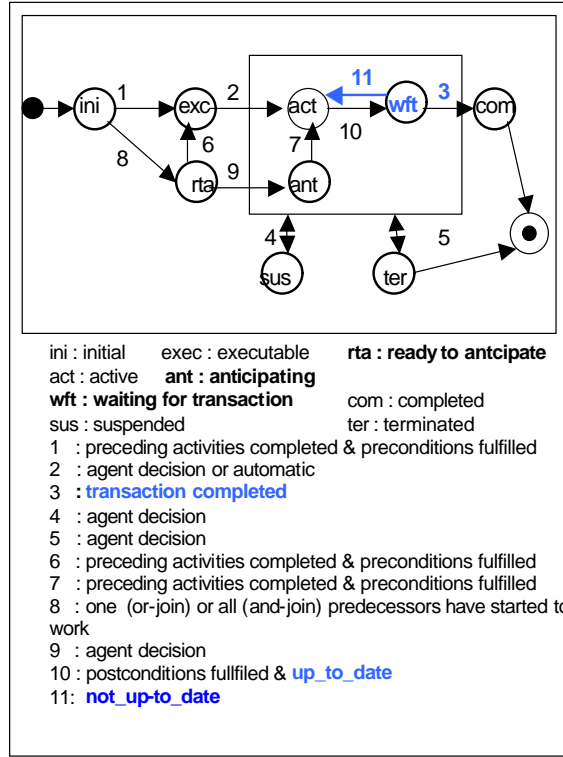 11
1
2
3
ini
exc
act
wft
com
10
6
7
8
9
rta
ant
4
5
sus
ter
ini : initial exec : executable rta : ready to antcipate
act : active ant : anticipating
wft : waiting for transaction com : completed
sus : suspended ter : terminated
1 : preceding activities completed & preconditions fulfilled
2 : agent decision or automatic
3 : transaction completed
4 : agent decision
5 : agent decision
6 : preceding activities completed & preconditions fulfilled
7 : preceding activities completed & preconditions fulfilled
8 : one (or-join) or all (and-join) predecessors have started to
work
9 : agent decision
10 : postconditions fullfiled & up_to_date
11: not_up-to_date